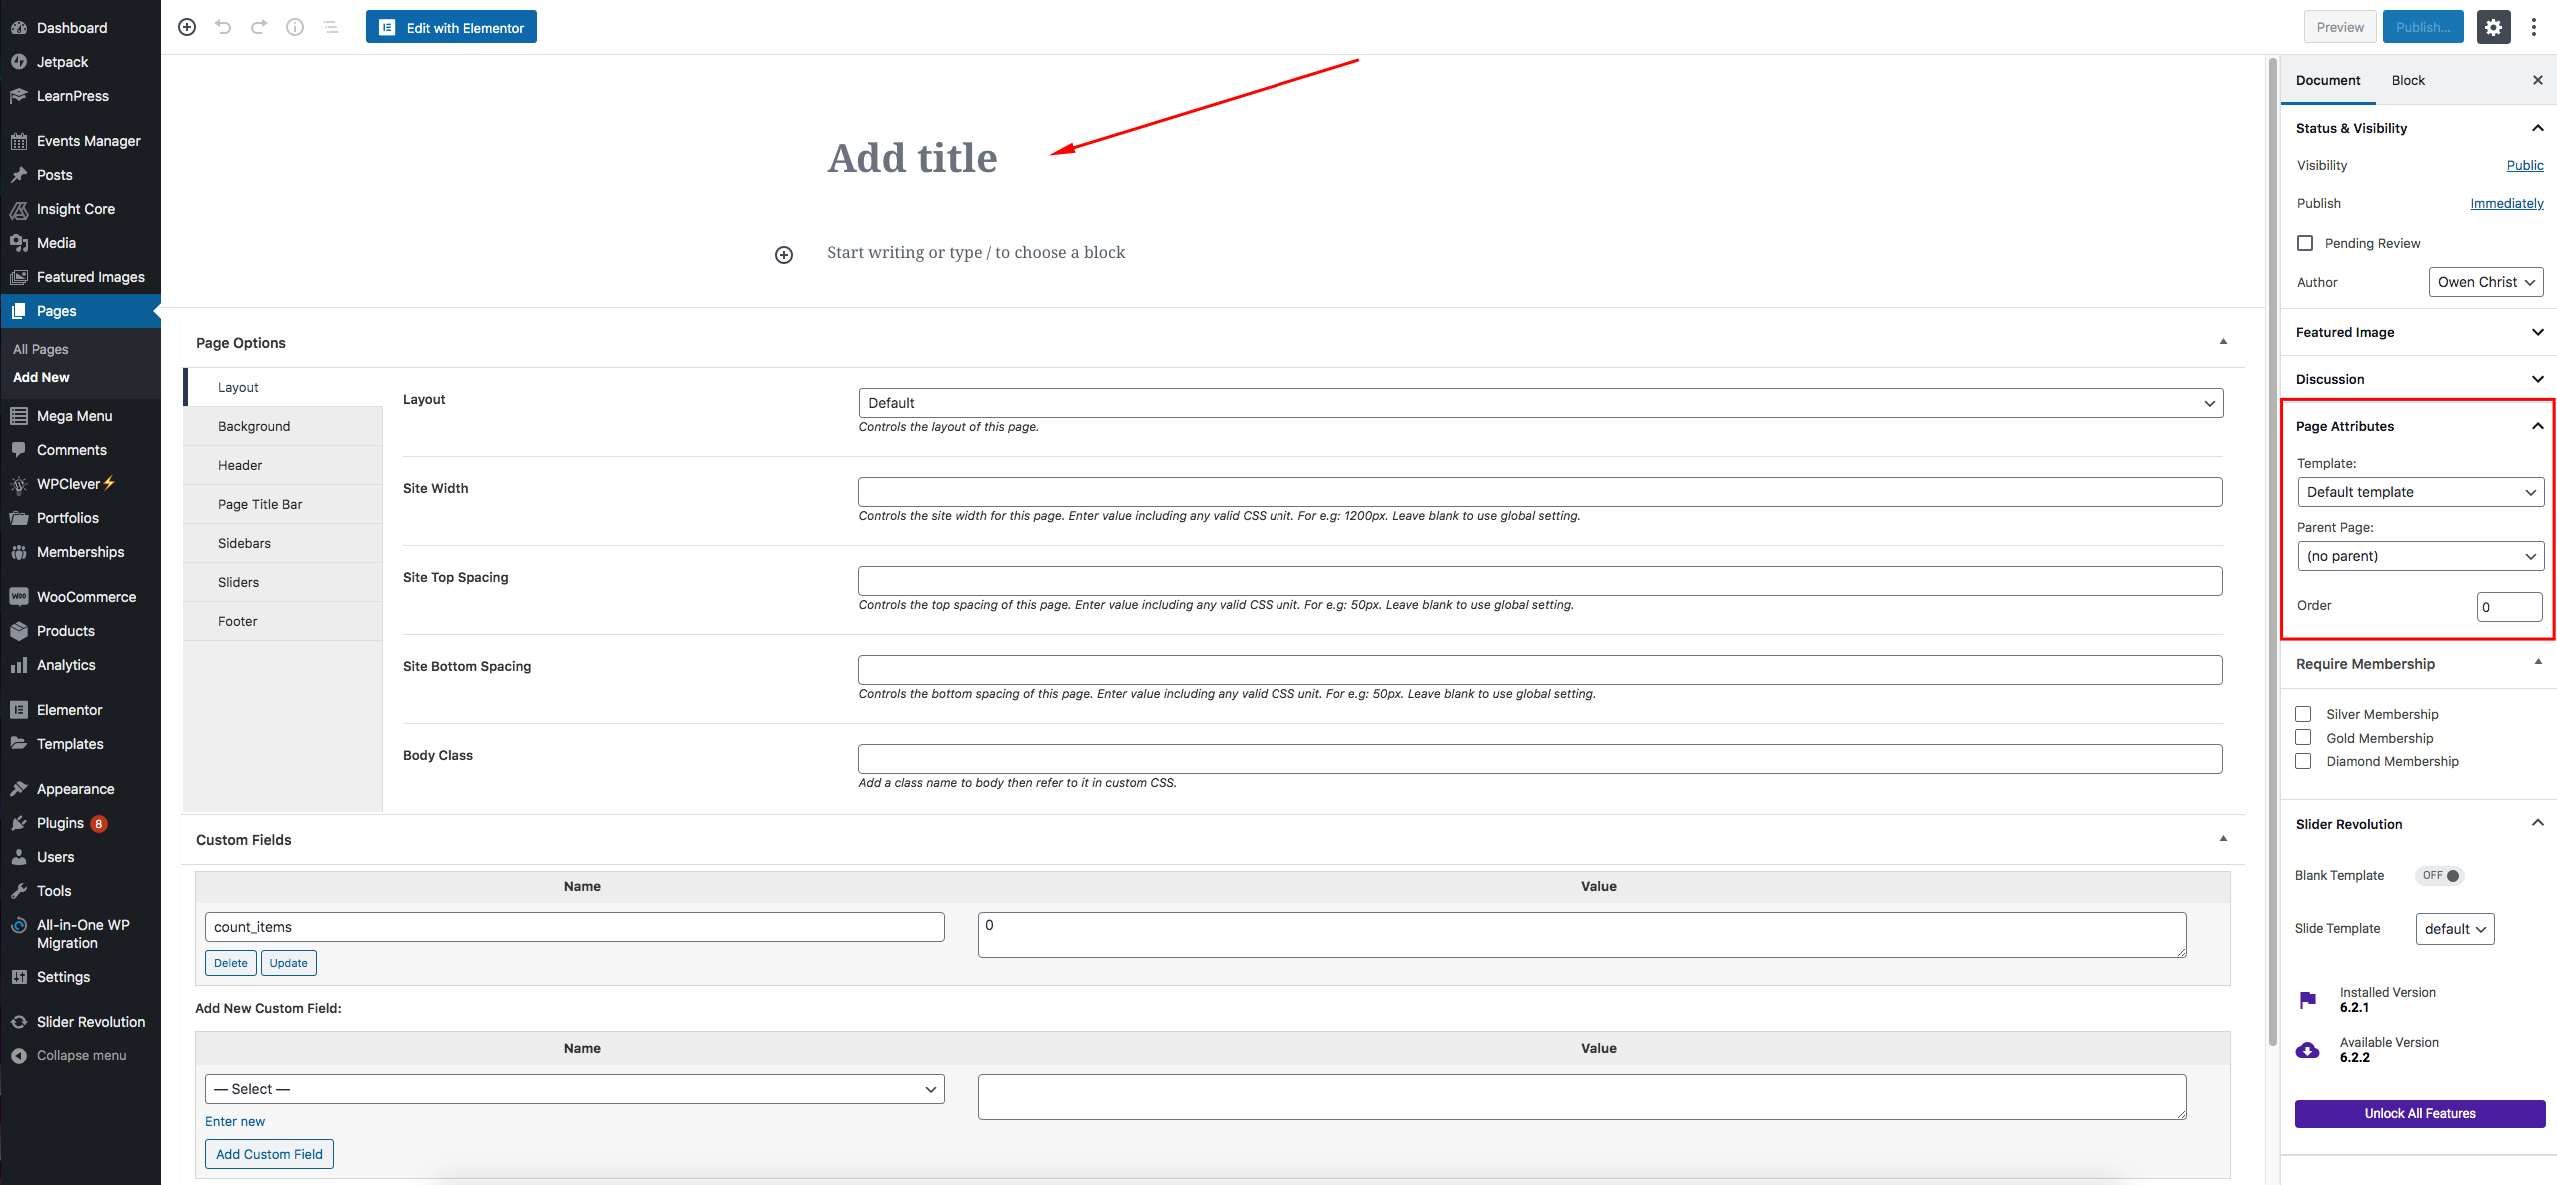 Dashboard
Jetpack
LearnPress
Events Manager
Posts
Insight Core
Media
Featured Images
Pages
All Pages
Add New
Mega Menu
Comments
WPClever⚡
Portfolios
Memberships
WOO WooCommerce
Products
Analytics
Elementor
Templates
Appearance
Plugins 8
Users
Tools
All-in-One WP
Migration
Settings
Slider Revolution
Collapse menu
Edit with Elementor
Preview
Publish...
Add title
Start writing or type / to choose a block
Page Options
Layout
Background
Header
Page Title Bar
Sidebars
Sliders
Footer
Layout
Default
Controls the layout of this page.
Site Width
Controls the site width for this page. Enter value including any valid CSS unit. For e.g: 1200px. Leave blank to use global setting.
Site Top Spacing
Controls the top spacing of this page. Enter value including any valid CSS unit. For e.g: 50px. Leave blank to use global setting.
Site Bottom Spacing
Controls the bottom spacing of this page. Enter value including any valid CSS unit. For e.g: 50px. Leave blank to use global setting.
Body Class
Add a class name to body then refer to it in custom CSS.
Custom Fields
Name Value
count_items 0
Delete Update
Add New Custom Field:
Name Value
— Select —
Enter new
Add Custom Field
Document Block
Status & Visibility
Visibility Public
Publish Immediately
Pending Review
Author Owen Christ
Featured Image
Discussion
Page Attributes
Template:
Default template
Parent Page:
(no parent)
Order 0
Require Membership
Silver Membership
Gold Membership
Diamond Membership
Slider Revolution
Blank Template OFF
Slide Template default
Installed Version
6.2.1
Available Version
6.2.2
Unlock All Features